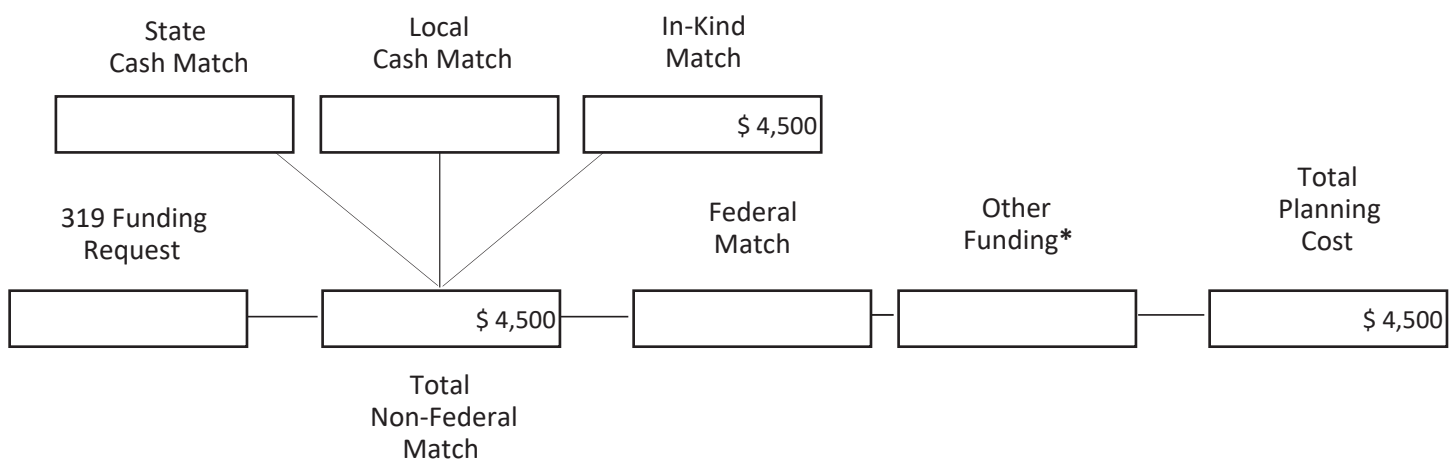 State
Cash Match
Local
Cash Match
In-Kind
Match
$ 4,500
319 Funding
Request
Federal
Match
Other
Funding*
Total
Planning
Cost
$ 4,500
$ 4,500
Total
Non-Federal
Match